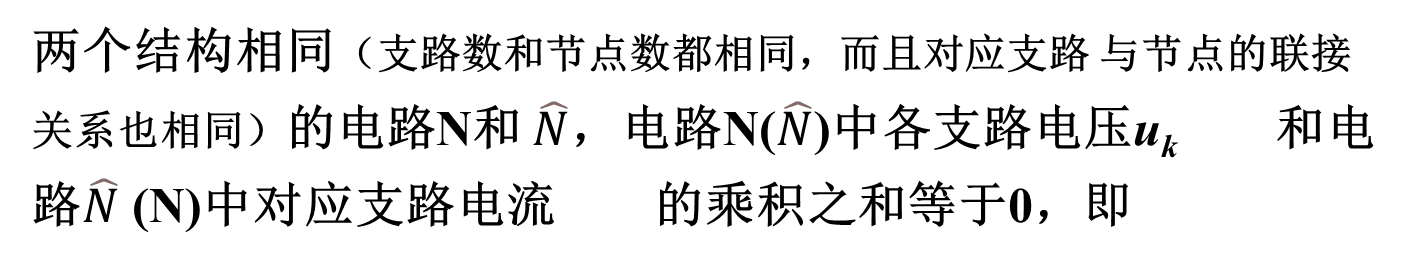 两个结构相同（支路数和节点数都相同，而且对应支路 与节点的联接
关系也相同）的电路N和 N̂，电路N(N̂)中各支路电压uₖ 和电
路N̂ (N)中对应支路电流 的乘积之和等于0，即